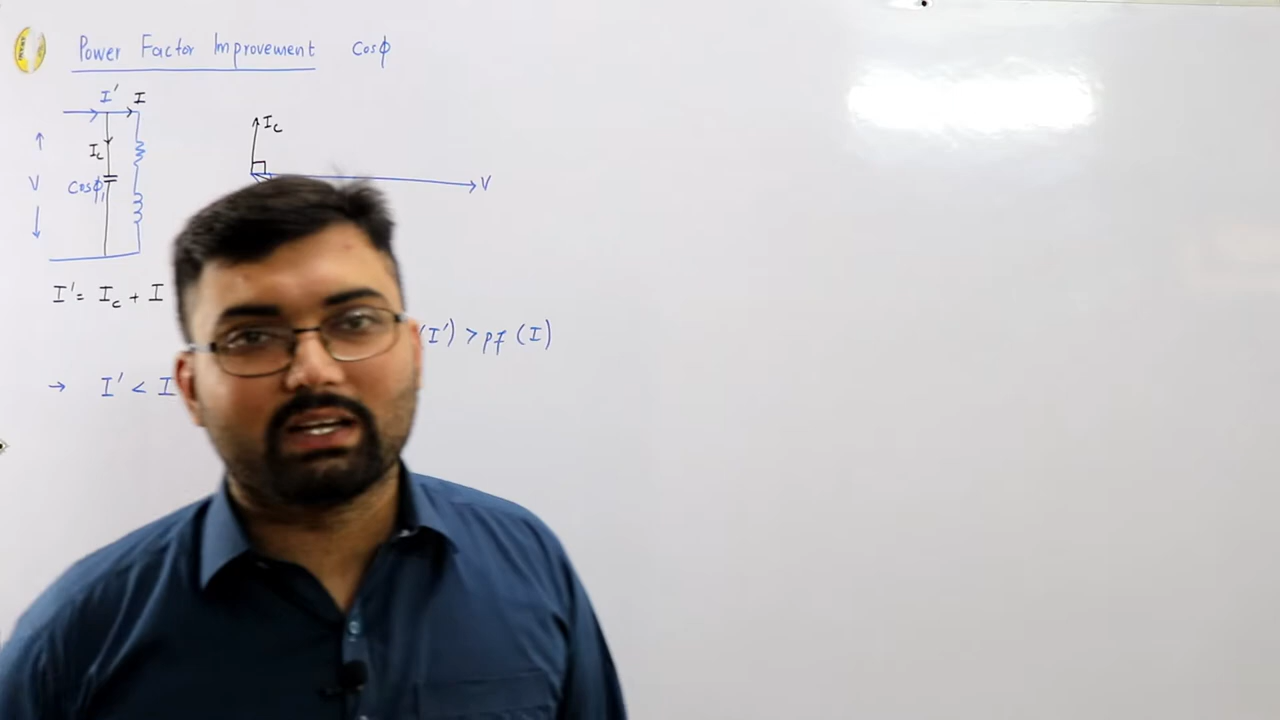 Power Factor Improvement cosϕ
I' I
Ic
Ic
V
cosϕ₁
V
I' = Ic + I
(I') > pf (I)
→ I' < I